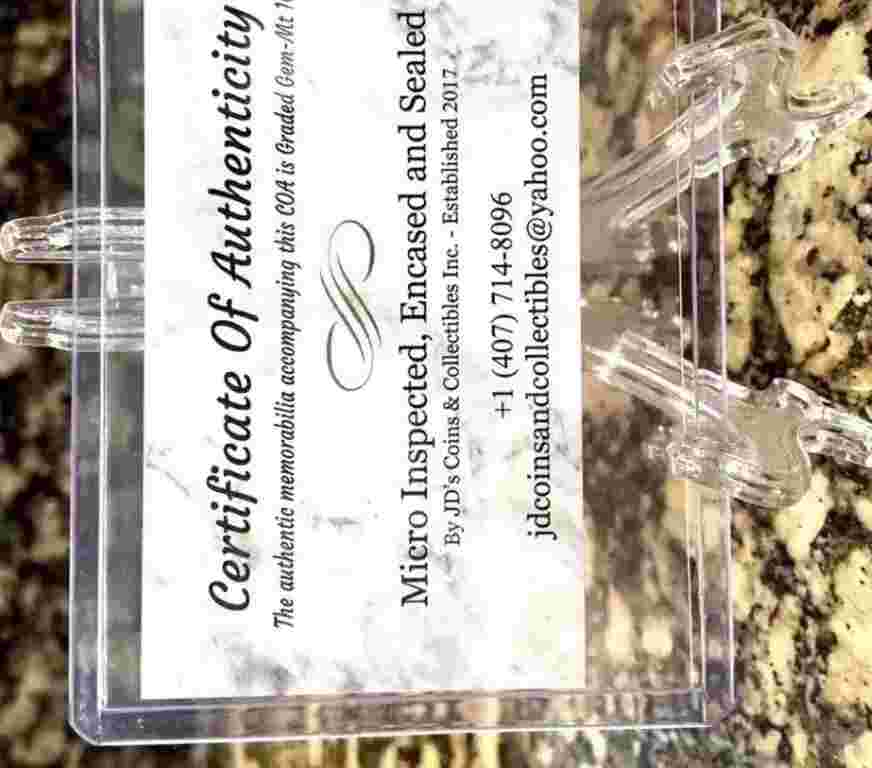 Certificate Of Authenticity
The authentic memorabilia accompanying this COA is Graded Gem-Mt
Micro Inspected, Encased and Sealed
By JD's Coins & Collectibles Inc. - Established 2017.
+1 (407) 714-8096
jdcoinsandcollectibles@yahoo.com